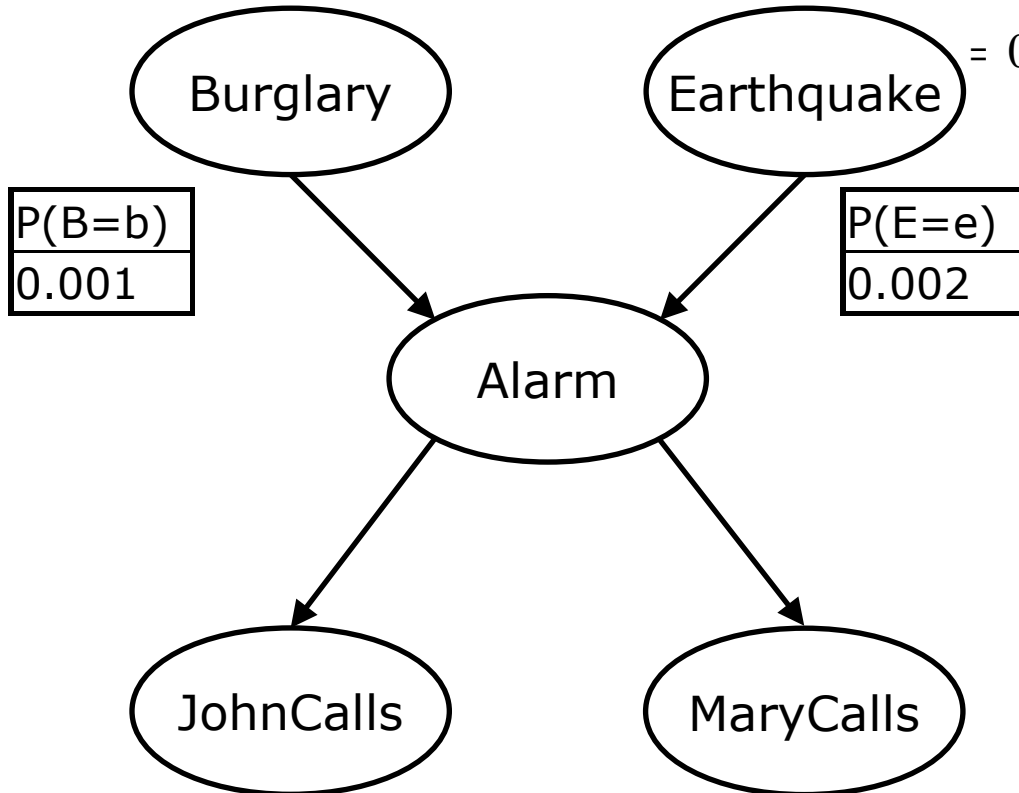 Burglary
Earthquake
=
P(B=b)
0.001
P(E=e)
0.002
Alarm
JohnCalls
MaryCalls